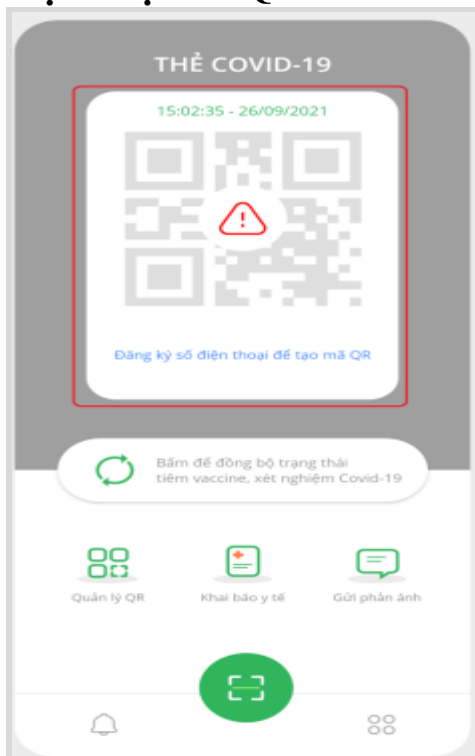 THẺ COVID-19
15:02:35 - 26/09/2021
Đăng ký số điện thoại để tạo mã QR
Bấm để đồng bộ trạng thái
tiêm vaccine, xét nghiệm Covid-19
Quản lý QR
Khai báo y tế
Gửi phản ánh